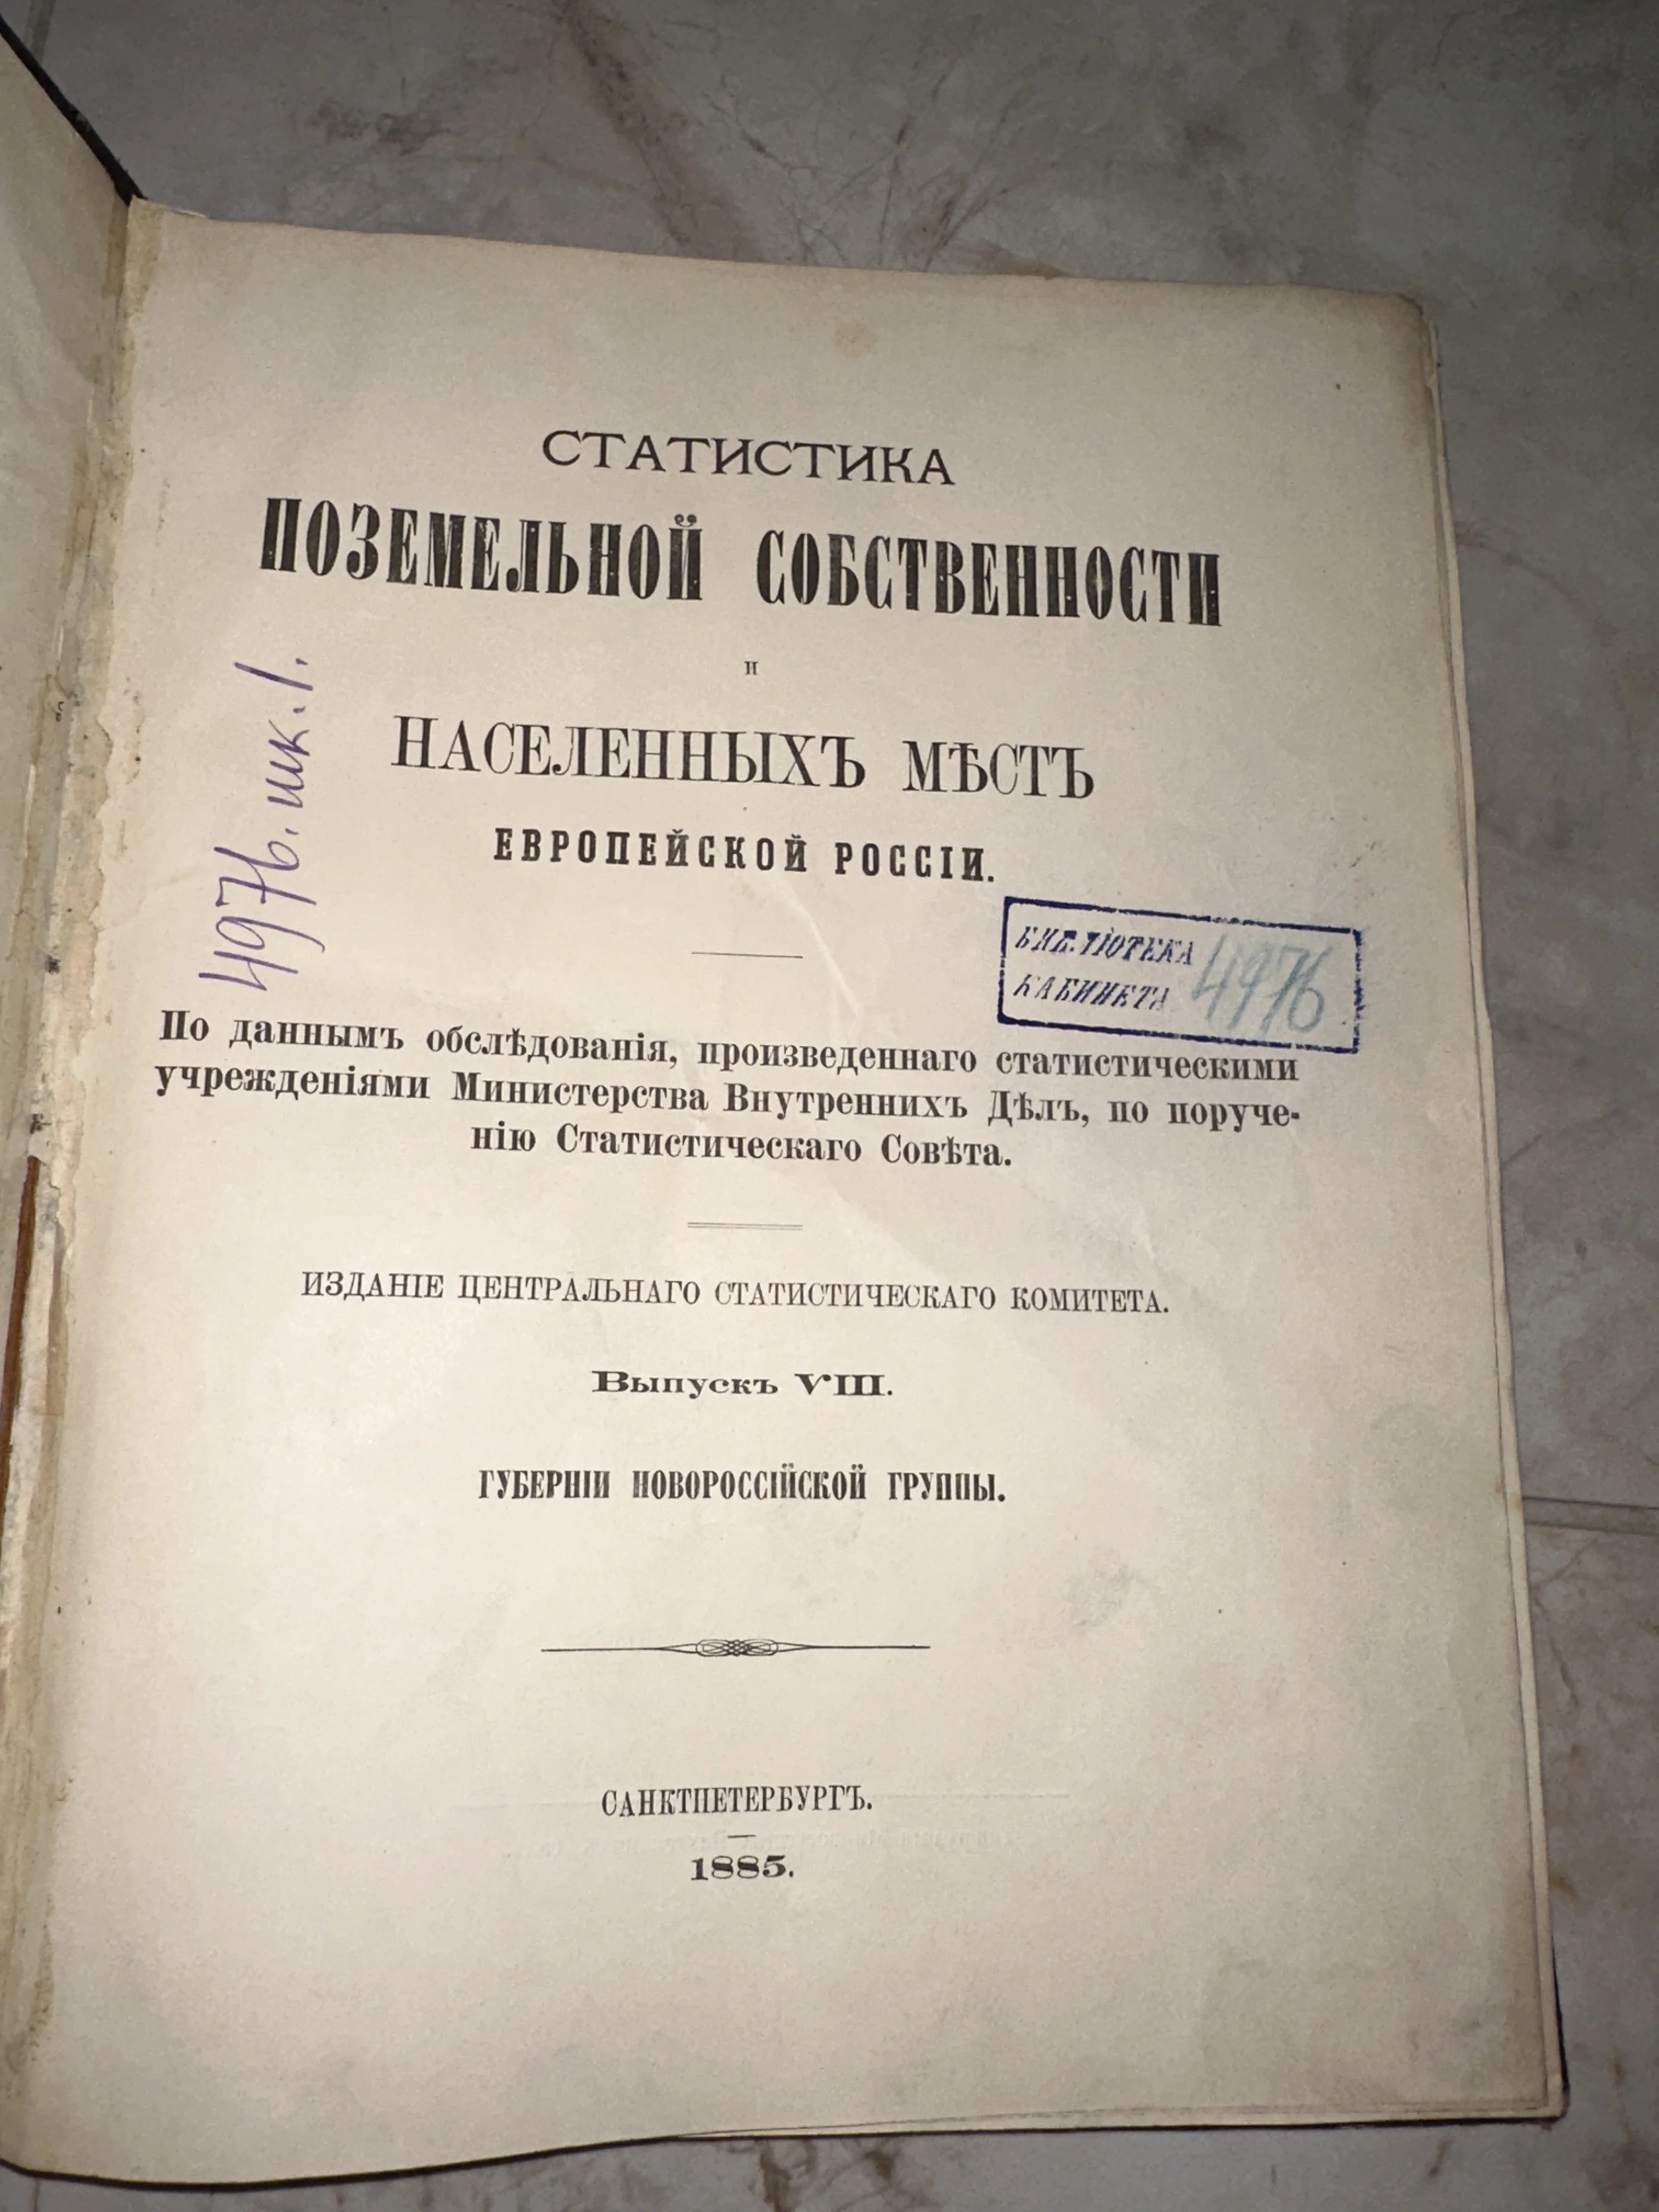 СТАТИСТИКА
ПОЗЕМЕЛЬНОЙ СОБСТВЕННОСТИ
и
НАСЕЛЕННЫХЪ МѢСТЪ
ЕВРОПЕЙСКОЙ РОССІИ.
4976. шк. 1.
БИБЛІОТЕКА
КАБИНЕТА
4976
По даннымъ обслѣдованія, произведеннаго статистическими
учрежденіями Министерства Внутреннихъ Дѣлъ, по поруче-
нію Статистическаго Совѣта.
ИЗДАНІЕ ЦЕНТРАЛЬНАГО СТАТИСТИЧЕСКАГО КОМИТЕТА.
Выпускъ VIII.
ГУБЕРНІИ НОВОРОССІЙСКОЙ ГРУППЫ.
САНКТПЕТЕРБУРГЪ.
1885.